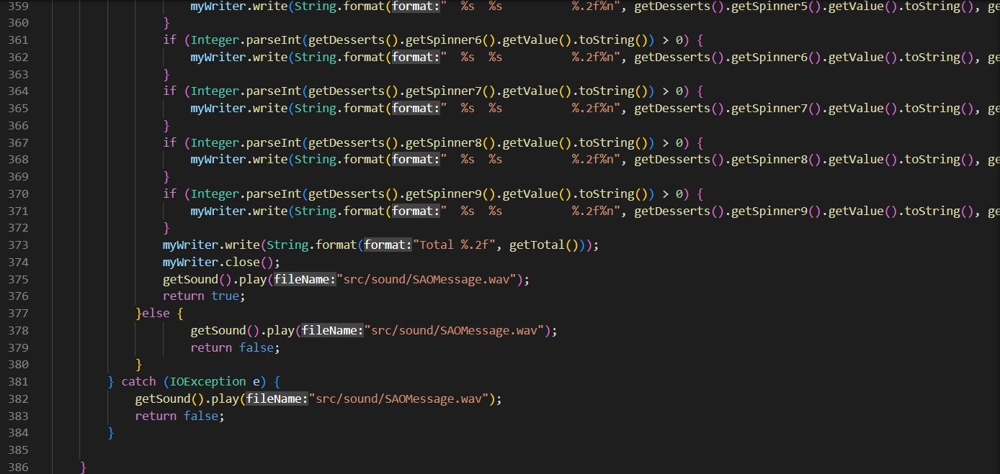 359 myWriter.write(String.format(format:"  %s  %s          %.2f%n", getDesserts().getSpinner5().getValue().toString(), ge
360 }
361 if (Integer.parseInt(getDesserts().getSpinner6().getValue().toString()) > 0) {
362 myWriter.write(String.format(format:"  %s  %s          %.2f%n", getDesserts().getSpinner6().getValue().toString(), ge
363 }
364 if (Integer.parseInt(getDesserts().getSpinner7().getValue().toString()) > 0) {
365 myWriter.write(String.format(format:"  %s  %s          %.2f%n", getDesserts().getSpinner7().getValue().toString(), ge
366 }
367 if (Integer.parseInt(getDesserts().getSpinner8().getValue().toString()) > 0) {
368 myWriter.write(String.format(format:"  %s  %s          %.2f%n", getDesserts().getSpinner8().getValue().toString(), ge
369 }
370 if (Integer.parseInt(getDesserts().getSpinner9().getValue().toString()) > 0) {
371 myWriter.write(String.format(format:"  %s  %s          %.2f%n", getDesserts().getSpinner9().getValue().toString(), ge
372 }
373 myWriter.write(String.format(format:"Total %.2f", getTotal()));
374 myWriter.close();
375 getSound().play(fileName:"src/sound/SAOMessage.wav");
376 return true;
377 }else {
378 getSound().play(fileName:"src/sound/SAOMessage.wav");
379 return false;
380 }
381 } catch (IOException e) {
382 getSound().play(fileName:"src/sound/SAOMessage.wav");
383 return false;
384 }
385
386 }